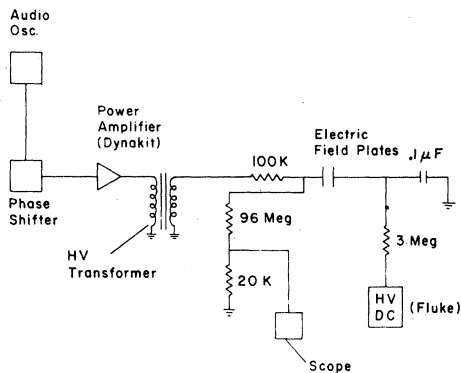 Audio
Osc.
Power
Amplifier
(Dynakit)
Electric
Field Plates
.1μF
100K
Phase
Shifter
96 Meg
3 Meg
HV
Transformer
20K
HV
DC
(Fluke)
Scope